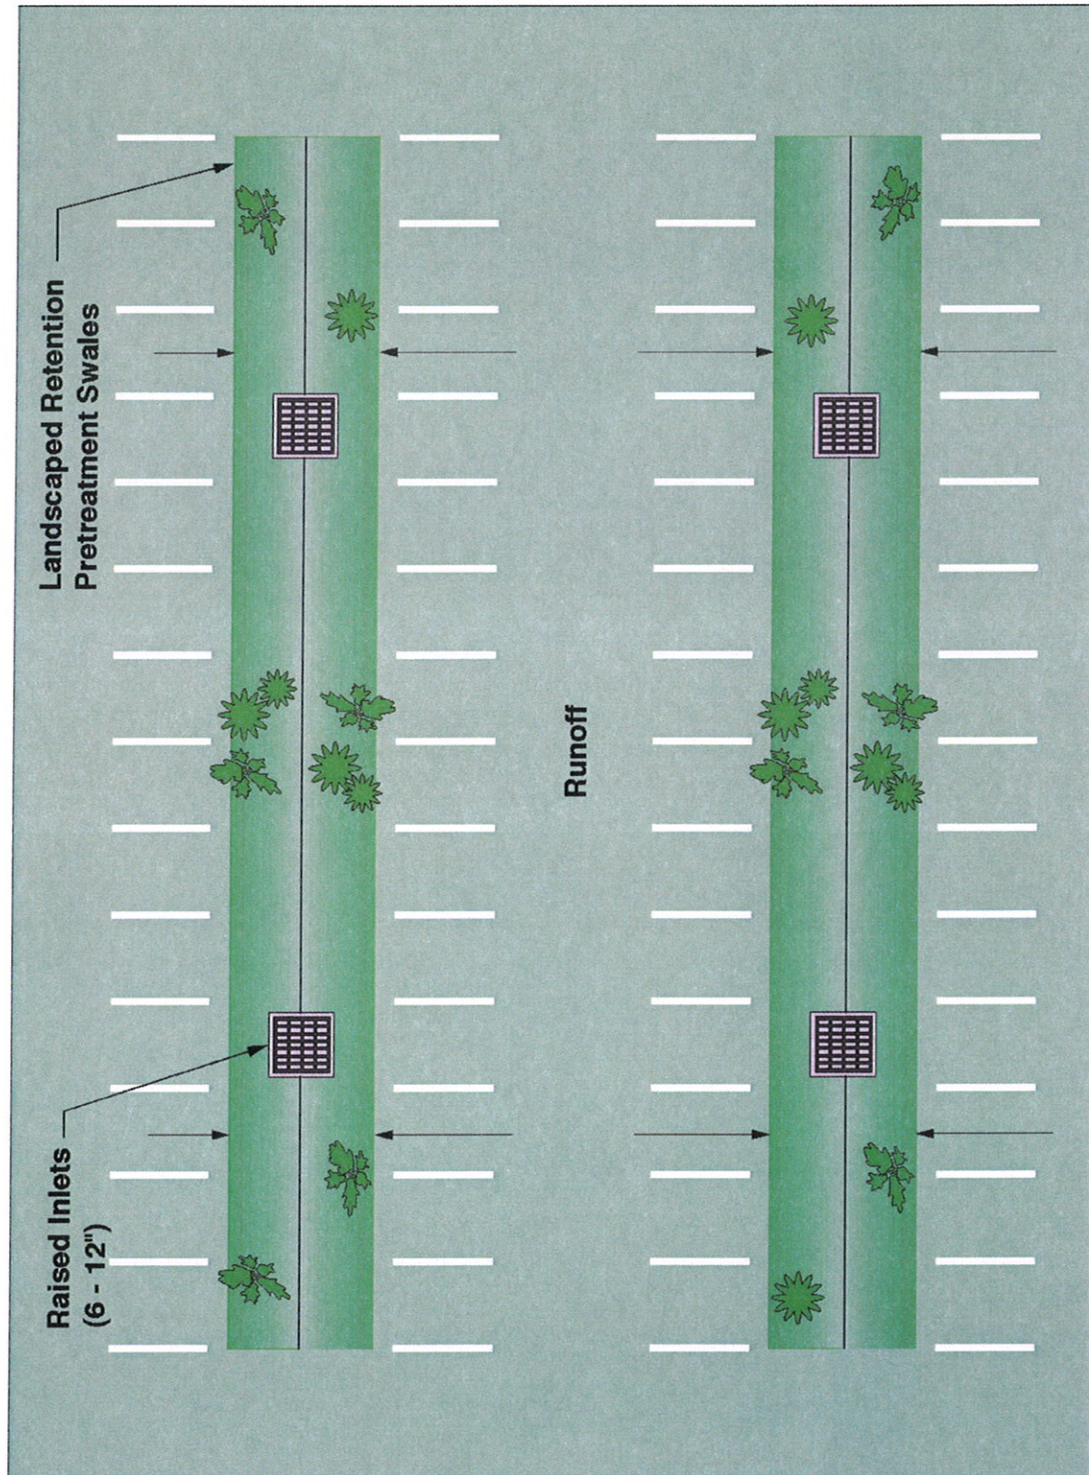 Raised Inlets
(6 - 12")
Landscaped Retention
Pretreatment Swales
Runoff